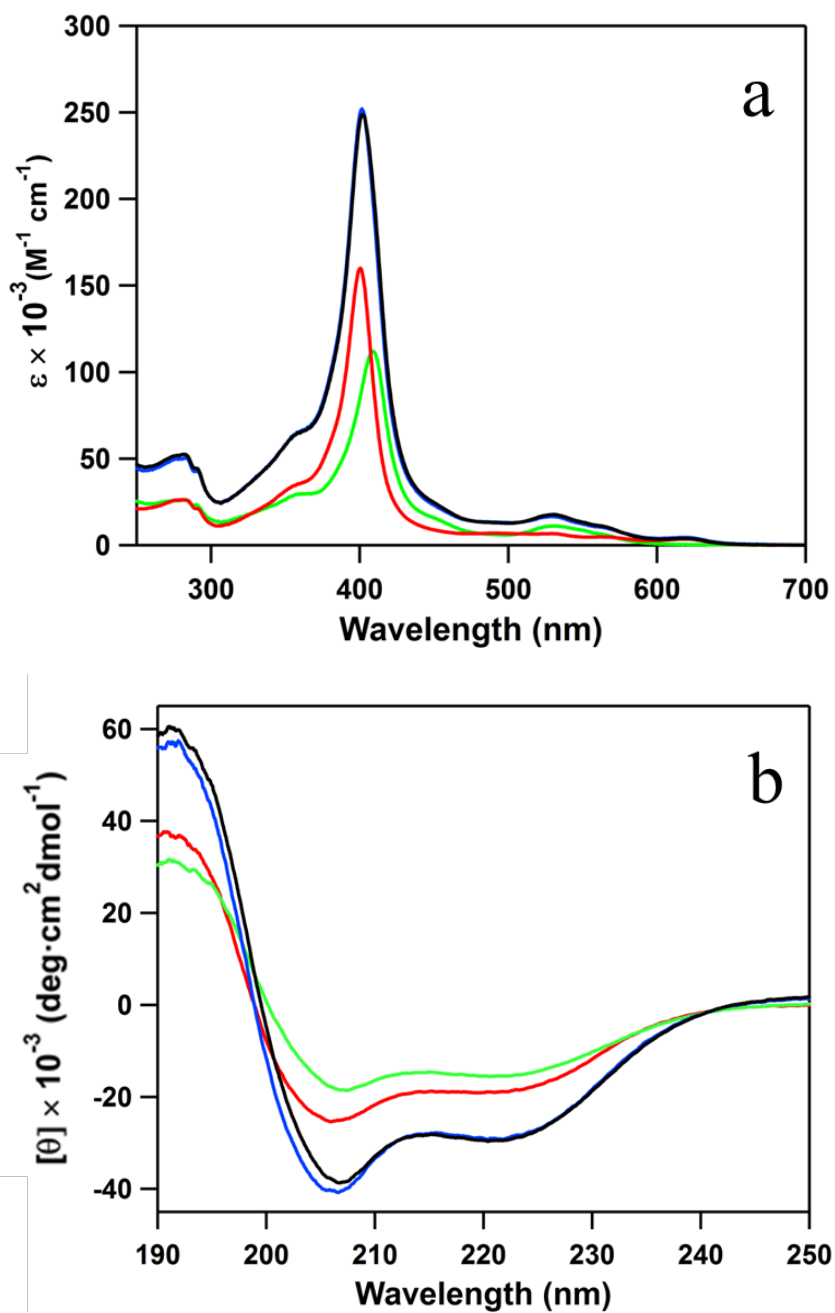 a
300
250
200
150
100
50
0
ε × 10⁻³ (M⁻¹ cm⁻¹)
300 400 500 600 700
Wavelength (nm)
b
60
40
20
0
-20
-40
[θ] × 10⁻³ (deg·cm² dmol⁻¹)
190 200 210 220 230 240 250
Wavelength (nm)